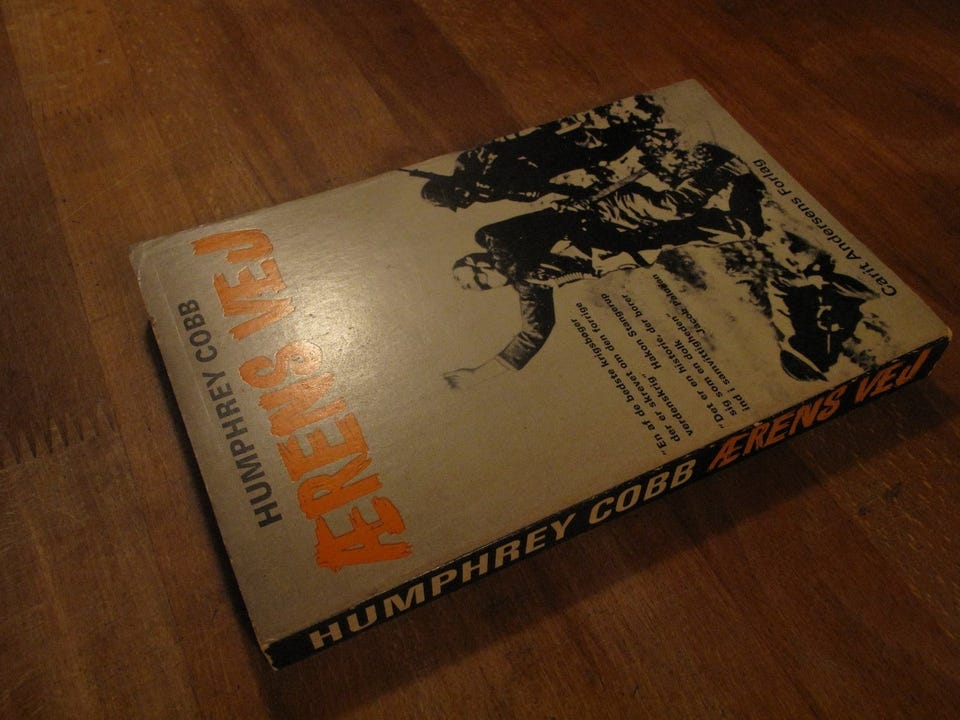 HUMPHREY COBB
ÆRENS VEJ
"En af de bedste krigsbøger
der er skrevet om den forrige
verdenskrig" Hakon Stangerup
"Det er en historie, der borer
sig som en dolk
ind i samvittigheden"
Jacob Paludan
Carit Andersens Forlag
HUMPHREY COBB ÆRENS VEJ